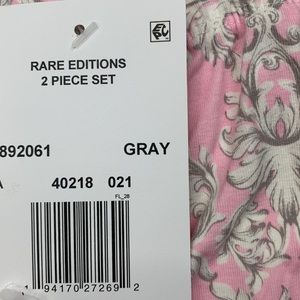 RARE EDITIONS
2 PIECE SET
892061 GRAY
A 40218 021
FL_28
1 94170 27269 2